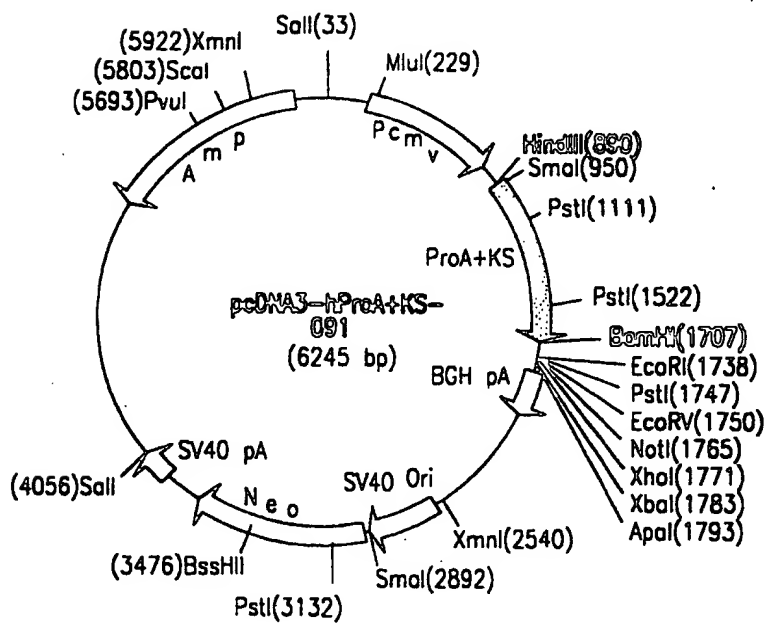 SalI(33)
(5922)XmnI
(5803)ScaI
(5693)PvuI
MluI(229)
Amp
Pcmv
HindIII(890)
SmaI(950)
PstI(1111)
ProA+KS
PstI(1522)
pcDNA3-hProA+KS-
091
(6245 bp)
BamHI(1707)
EcoRI(1738)
BGH pA
PstI(1747)
EcoRV(1750)
NotI(1765)
XhoI(1771)
XbaI(1783)
ApaI(1793)
SV40 pA
(4056)SalI
SV40 Ori
Neo
XmnI(2540)
(3476)BssHII
SmaI(2892)
PstI(3132)